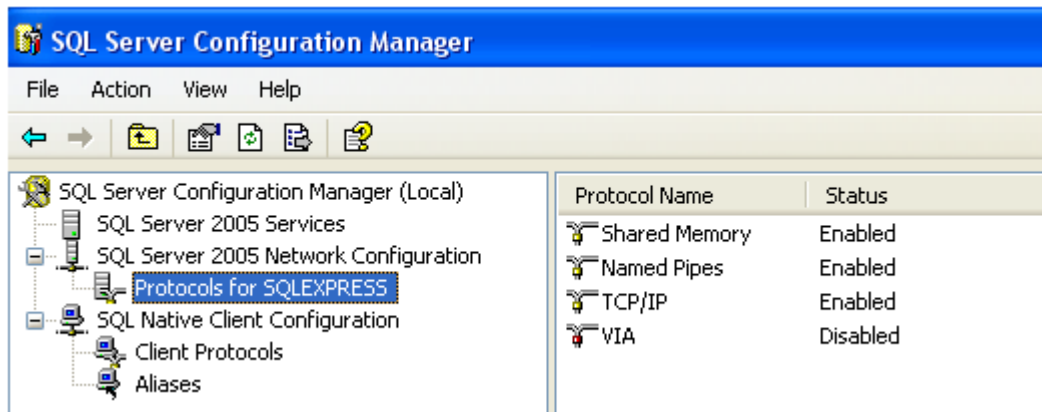 SQL Server Configuration Manager
File Action View Help
SQL Server Configuration Manager (Local)
SQL Server 2005 Services
SQL Server 2005 Network Configuration
Protocols for SQLEXPRESS
SQL Native Client Configuration
Client Protocols
Aliases
Protocol Name Status
Shared Memory Enabled
Named Pipes Enabled
TCP/IP Enabled
VIA Disabled